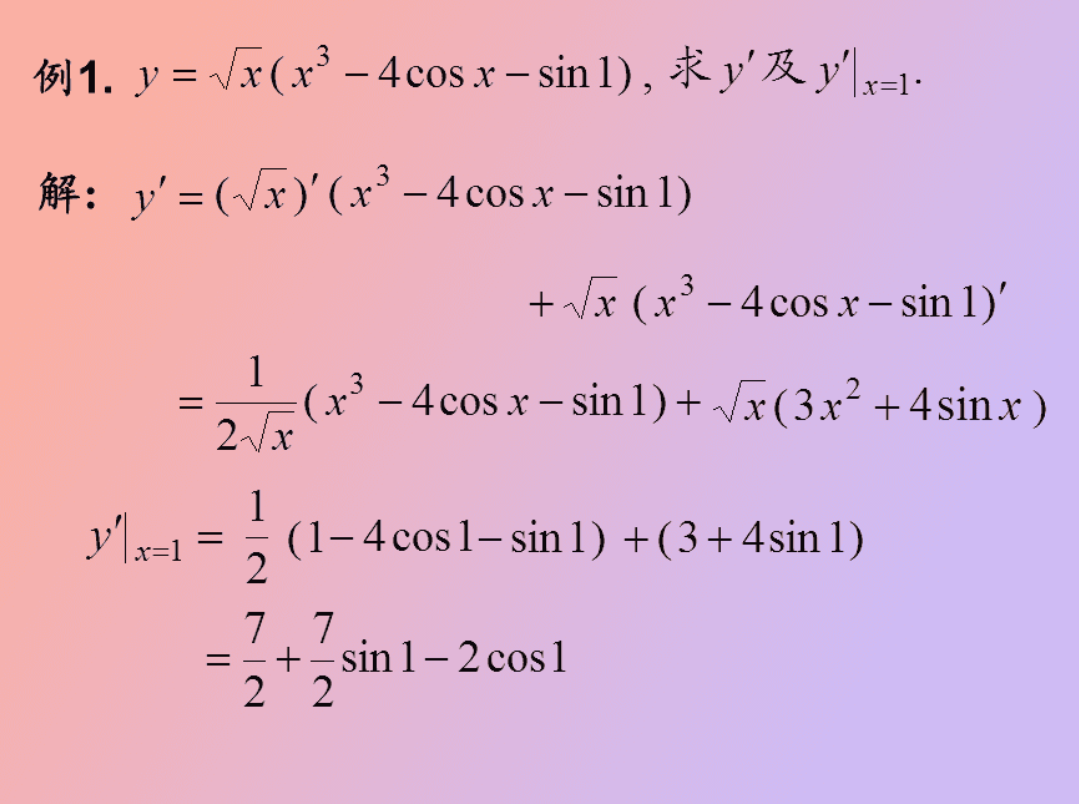 例1. y = √x ( x³ − 4 cos x − sin 1) , 求 y′ 及 y′|ₓ₌₁.
解: y′ = (√x )′ ( x³ − 4 cos x − sin 1)
+ √x ( x³ − 4 cos x − sin 1)′
= 1/(2√x) ( x³ − 4 cos x − sin 1) + √x ( 3x² + 4 sin x )
y′|ₓ₌₁ = 1/2 (1 − 4 cos 1 − sin 1) + ( 3 + 4 sin 1)
= 7/2 + 7/2 sin 1 − 2 cos 1